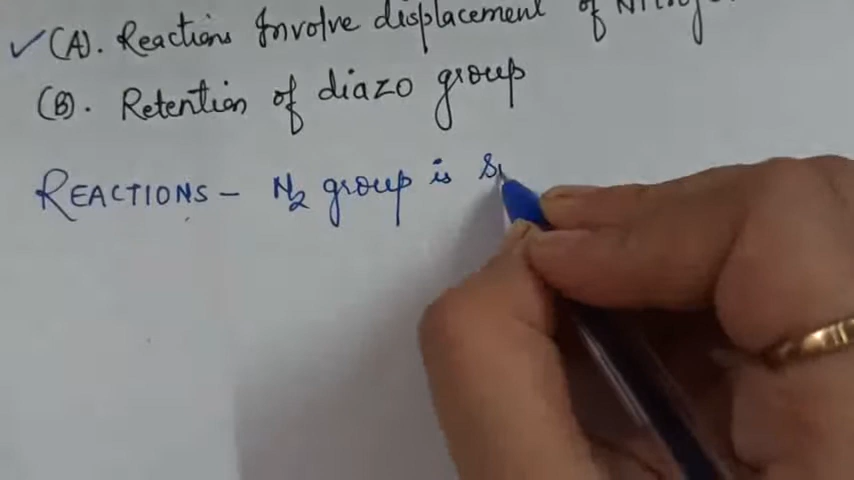 (A). Reactions Involve displacement of
(B). Retention of diazo group
REACTIONS - N2 group is